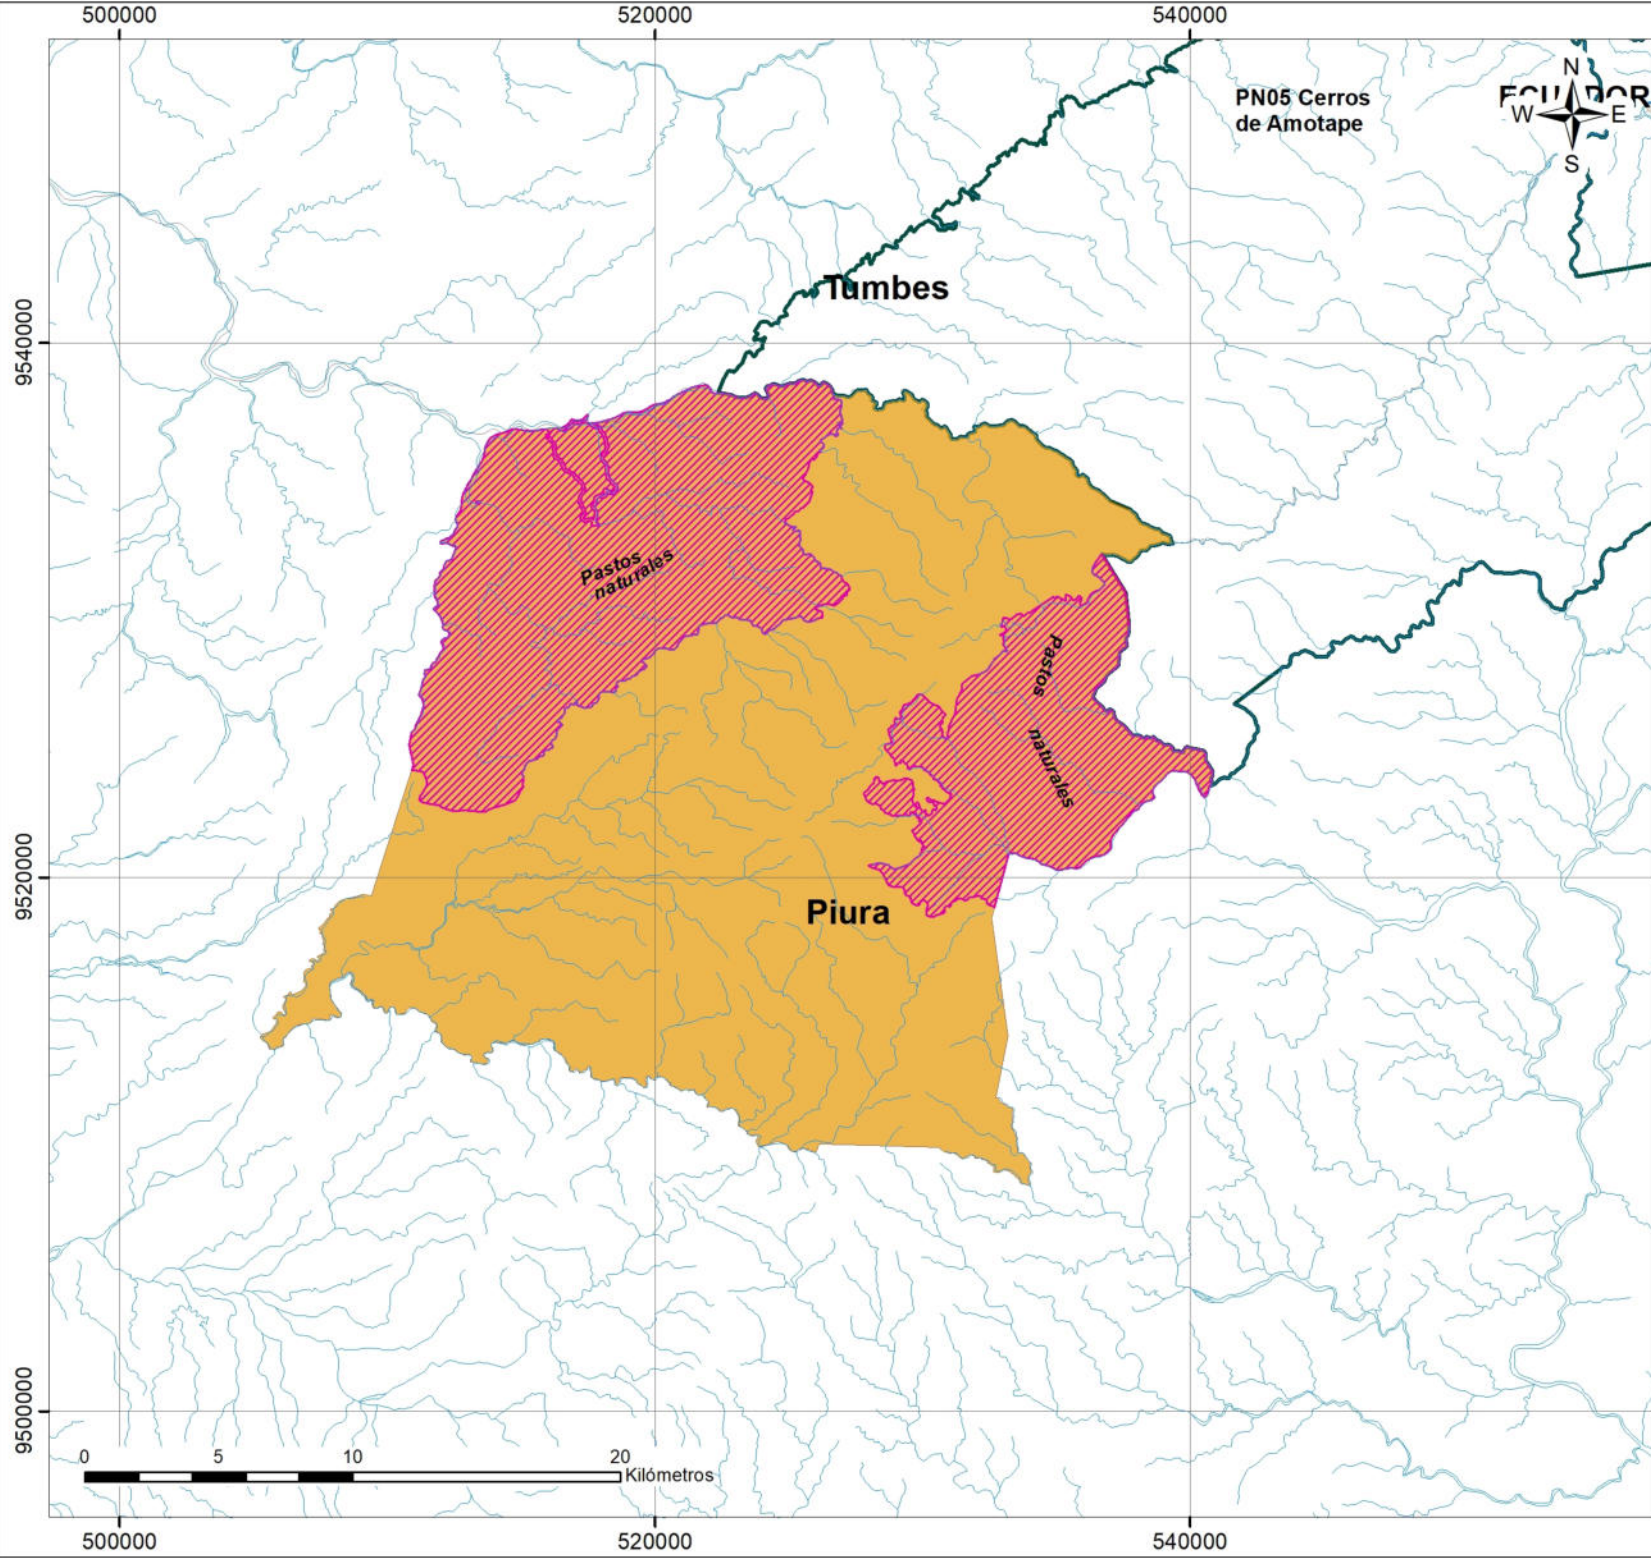 500000 520000 540000
N
PN05 Cerros
de Amotape
ECUADOR
W E
S
Tumbes
9540000
Pastos
naturales
Pastos
naturales
9520000
Piura
9500000
0 5 10 20
Kilómetros
500000 520000 540000